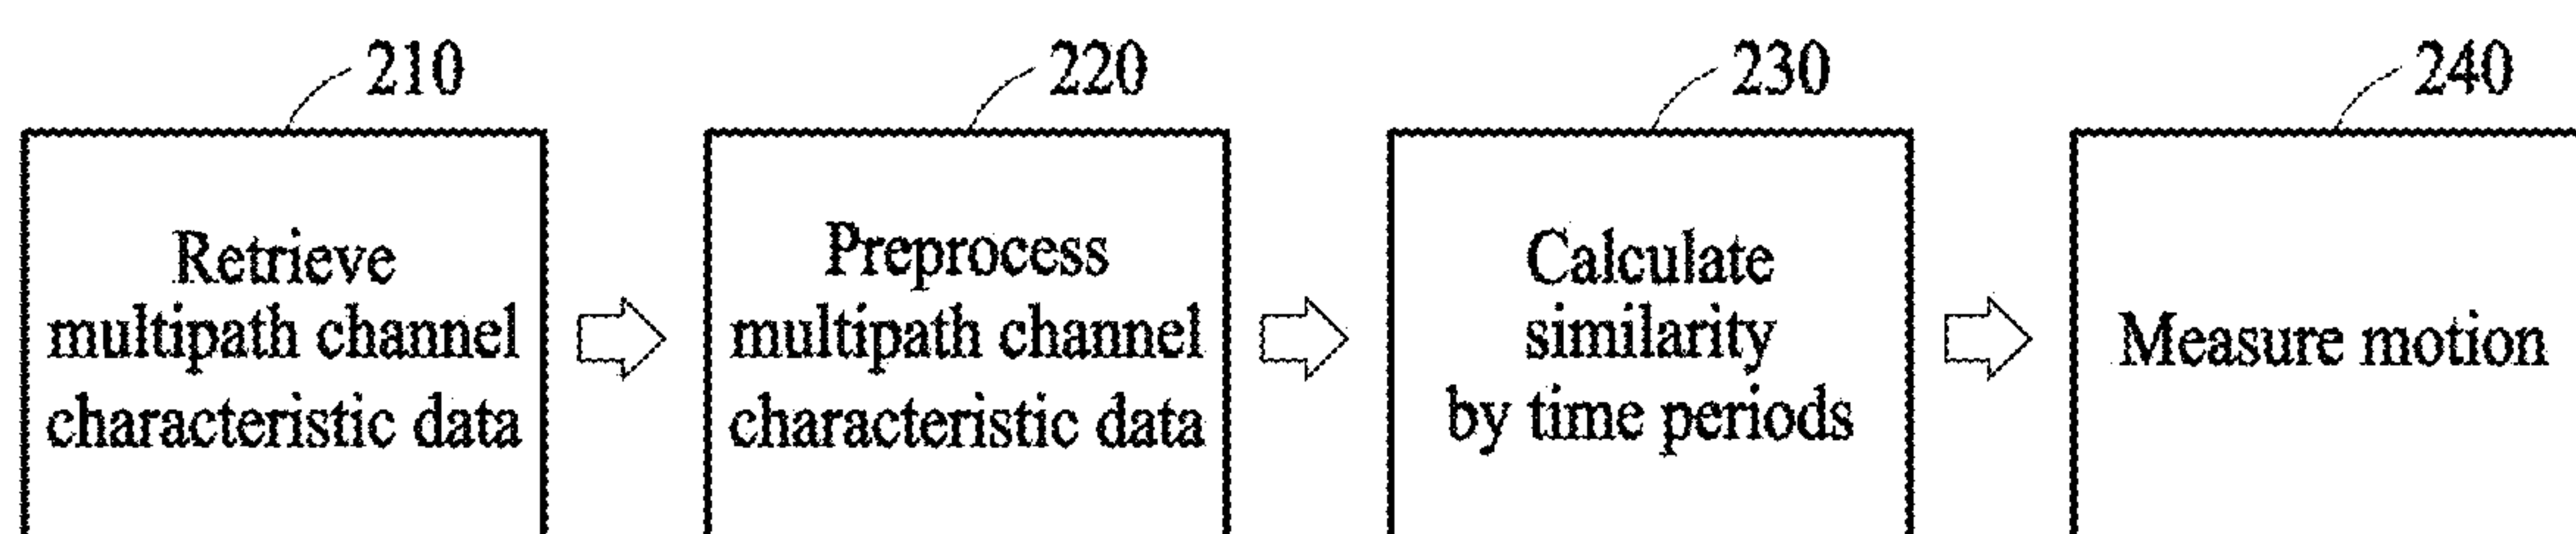 210
220
230
240
Retrieve
multipath channel
characteristic data
Preprocess
multipath channel
characteristic data
Calculate
similarity
by time periods
Measure motion